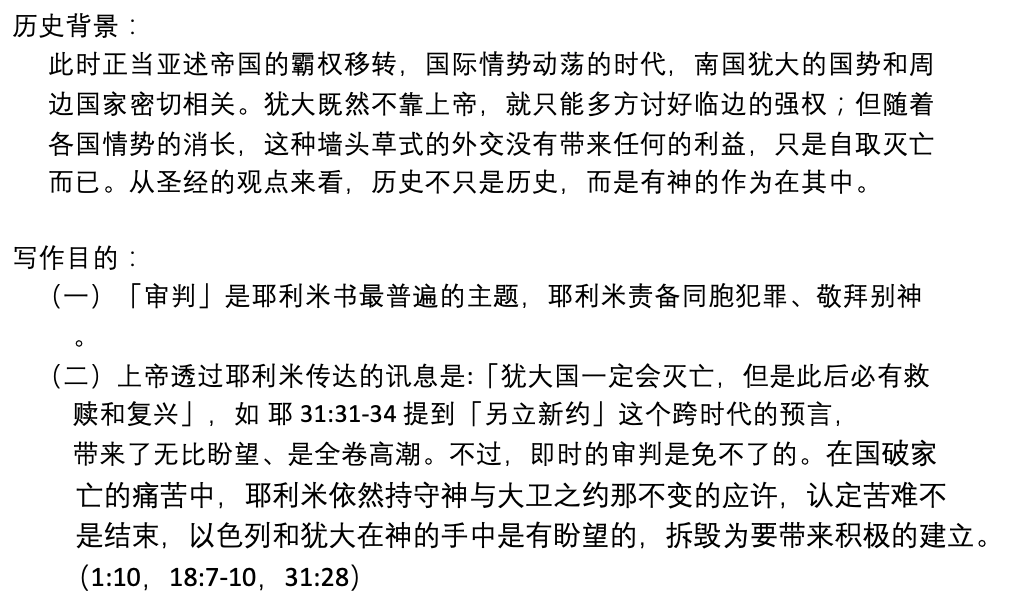 历史背景：
此时正当亚述帝国的霸权移转，国际情势动荡的时代，南国犹大的国势和周
边国家密切相关。犹大既然不靠上帝，就只能多方讨好临边的强权；但随着
各国情势的消长，这种墙头草式的外交没有带来任何的利益，只是自取灭亡
而已。从圣经的观点来看，历史不只是历史，而是有神的作为在其中。
写作目的：
（一）「审判」是耶利米书最普遍的主题，耶利米责备同胞犯罪、敬拜别神
。
（二）上帝透过耶利米传达的讯息是:「犹大国一定会灭亡，但是此后必有救
赎和复兴」，如 耶 31:31-34 提到「另立新约」这个跨时代的预言，
带来了无比盼望、是全卷高潮。不过，即时的审判是免不了的。在国破家
亡的痛苦中，耶利米依然持守神与大卫之约那不变的应许，认定苦难不
是结束，以色列和犹大在神的手中是有盼望的，拆毁为要带来积极的建立。
（1:10，18:7-10，31:28）